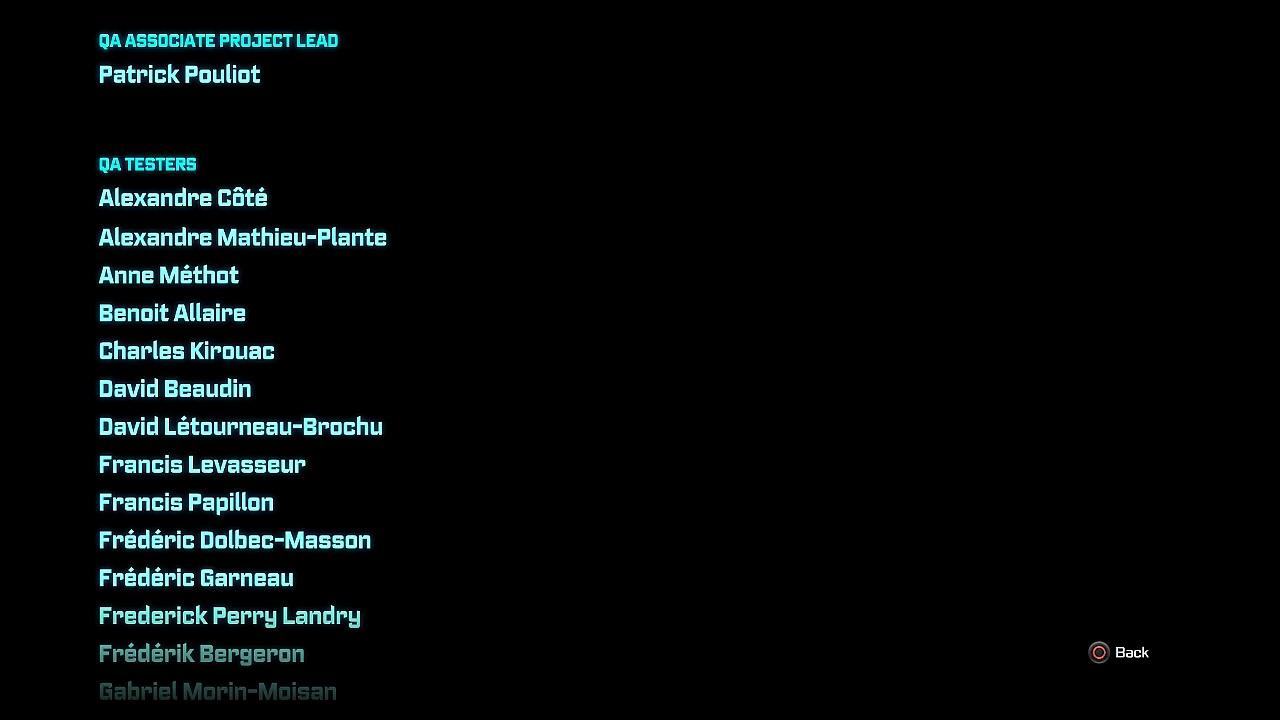 QA ASSOCIATE PROJECT LEAD
Patrick Pouliot
QA TESTERS
Alexandre Côté
Alexandre Mathieu-Plante
Anne Méthot
Benoit Allaire
Charles Kirouac
David Beaudin
David Létourneau-Brochu
Francis Levasseur
Francis Papillon
Frédéric Dolbec-Masson
Frédéric Garneau
Frederick Perry Landry
Frédérik Bergeron
Gabriel Morin-Moisan
Back